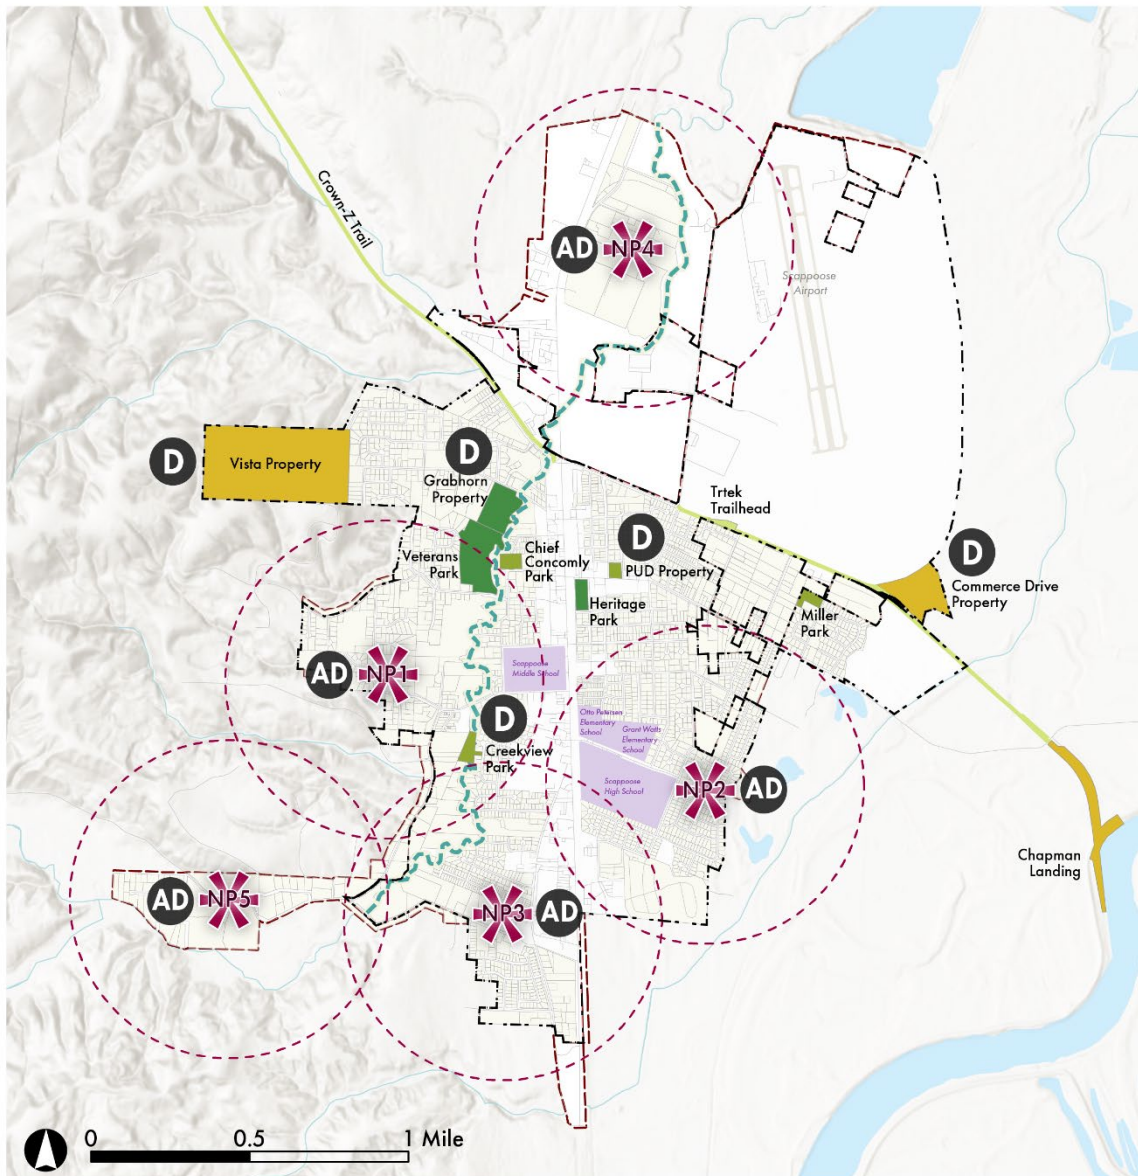 Crown-Z Trail
AD
NP4
Scappoose
Airport
D
Vista Property
D
Grabhorn
Property
Trtek
Trailhead
Veterans
Park
Chief
Concomly
Park
D
PUD Property
D
Commerce Drive
Property
Heritage
Park
Miller
Park
AD
NP1
Scappoose
Middle School
D
Creekview
Park
Otto Petersen
Elementary
School
Grant Watts
Elementary
School
Scappoose
High School
NP2
AD
Chapman
Landing
AD
NP5
NP3
AD
0 0.5 1 Mile